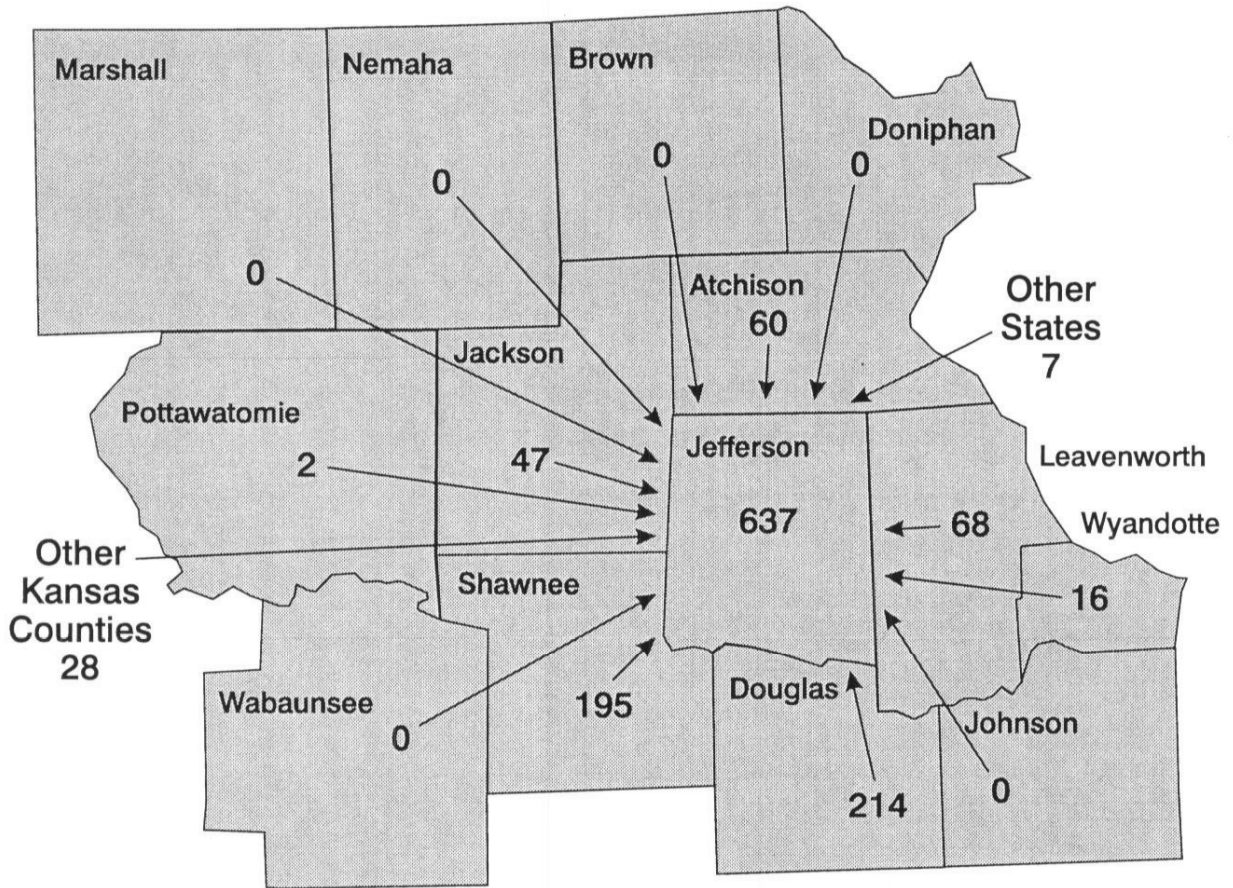 Marshall
Nemaha
Brown
Doniphan
0
0
0
0
Atchison
60
Other
States
7
Jackson
Pottawatomie
2
47
Jefferson
637
Leavenworth
68
Wyandotte
16
Other
Kansas
Counties
28
Shawnee
195
Wabaunsee
0
Douglas
214
Johnson
0